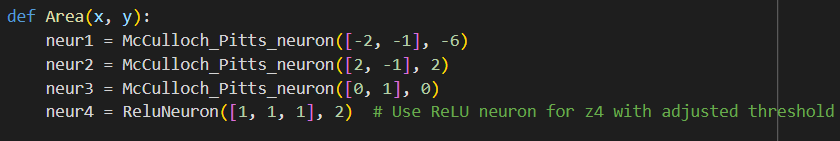 def Area(x, y):
    neur1 = McCulloch_Pitts_neuron([-2, -1], -6)
    neur2 = McCulloch_Pitts_neuron([2, -1], 2)
    neur3 = McCulloch_Pitts_neuron([0, 1], 0)
    neur4 = ReluNeuron([1, 1, 1], 2)  # Use ReLU neuron for z4 with adjusted threshold